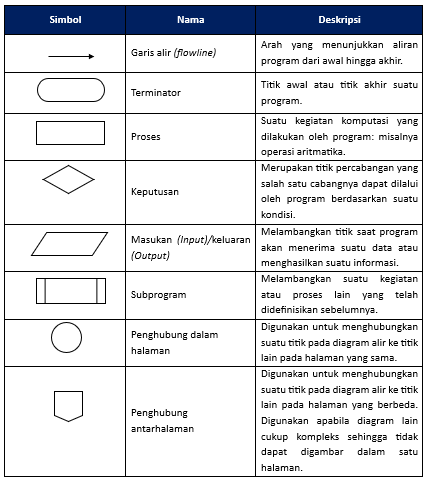 Simbol Nama Deskripsi
Garis alir (flowline)
Arah yang menunjukkan aliran
program dari awal hingga akhir.
Terminator
Titik awal atau titik akhir suatu
program.
Proses
Suatu kegiatan komputasi yang
dilakukan oleh program: misalnya
operasi aritmatika.
Keputusan
Merupakan titik percabangan yang
salah satu cabangnya dapat dilalui
oleh program berdasarkan suatu
kondisi.
Masukan (Input)/keluaran
(Output)
Melambangkan titik saat program
akan menerima suatu data atau
menghasilkan suatu informasi.
Subprogram
Melambangkan suatu kegiatan
atau proses lain yang telah
didefinisikan sebelumnya.
Penghubung dalam
halaman
Digunakan untuk menghubungkan
suatu titik pada diagram alir ke titik
lain pada halaman yang sama.
Penghubung
antarhalaman
Digunakan untuk menghubungkan
suatu titik pada diagram alir ke titik
lain pada halaman yang berbeda.
Digunakan apabila diagram lain
cukup kompleks sehingga tidak
dapat digambar dalam satu
halaman.